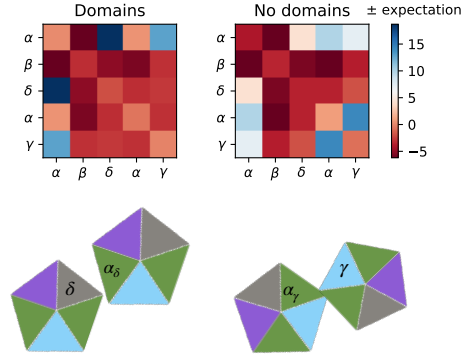 Domains
No domains
± expectation
α
β
δ
α
γ
α β δ α γ
α
β
δ
α
γ
α β δ α γ
15
10
5
0
−5
δ
α_δ
α_γ
γ